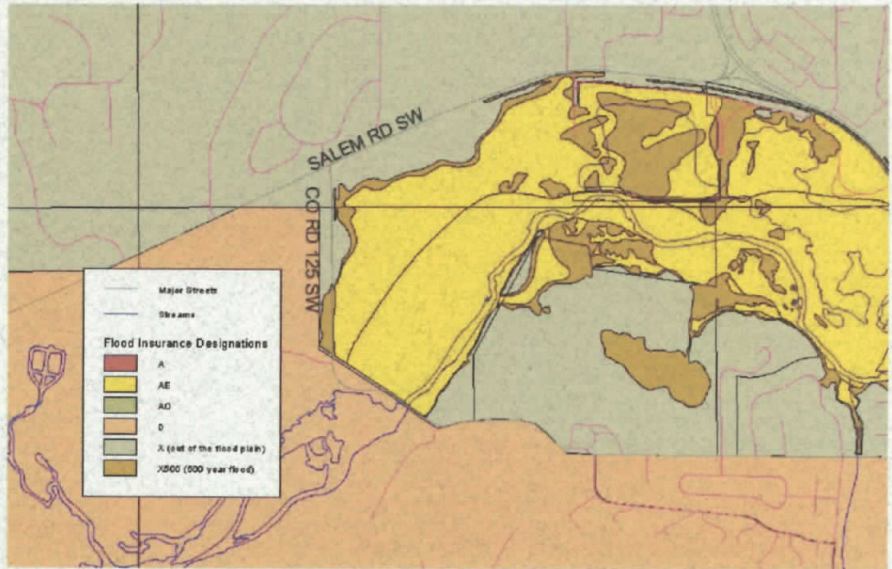 SALEM RD SW
CO RD 125 SW
Major Streets
Streams
Flood Insurance Designations
A
AE
AO
D
X (out of the flood plain)
X500 (500 year flood)